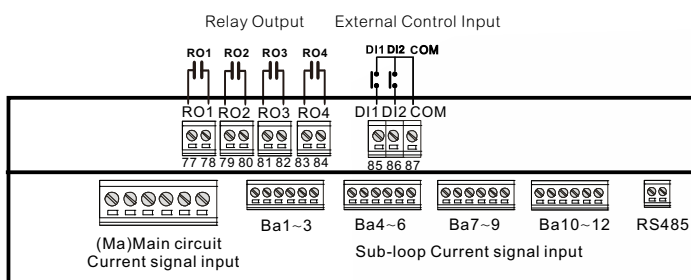 Relay Output External Control Input
RO1 RO2 RO3 RO4 DI1 DI2 COM
RO1 RO2 RO3 RO4 DI1 DI2 COM
77 78 79 80 81 82 83 84 85 86 87
Ba1~3 Ba4~6 Ba7~9 Ba10~12 RS485
(Ma)Main circuit
Current signal input
Sub-loop Current signal input